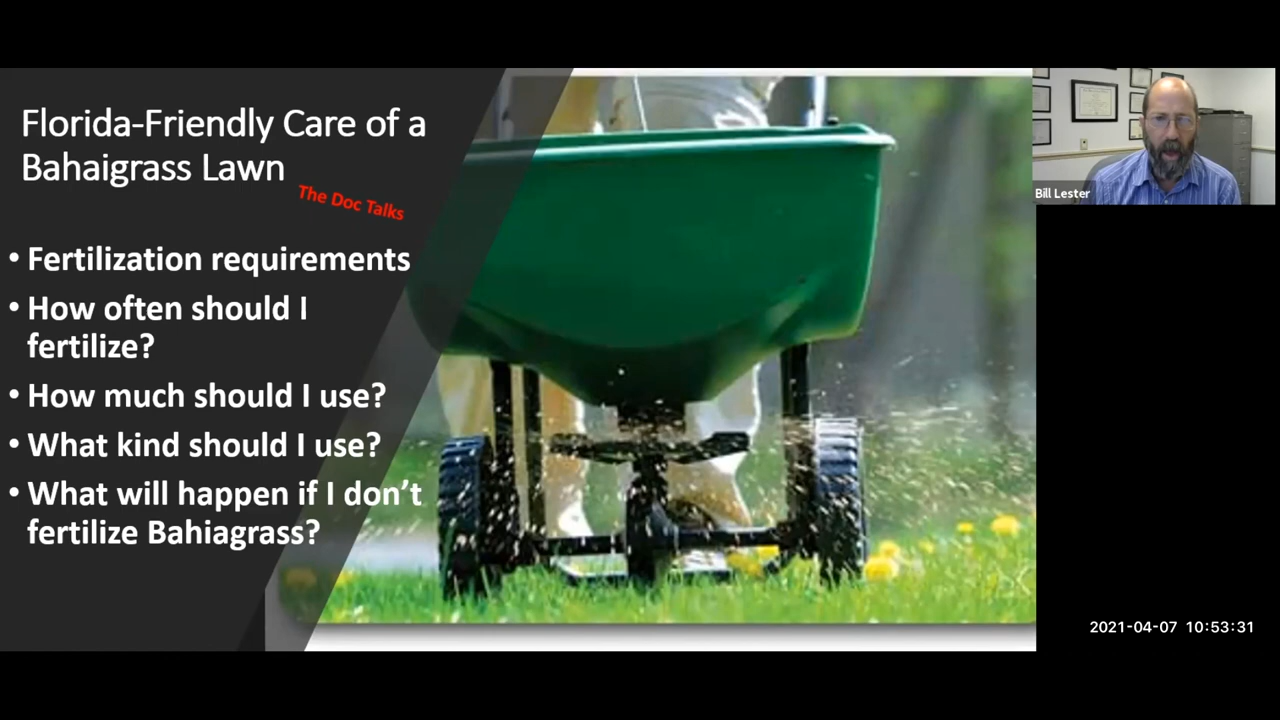 Florida-Friendly Care of a
Bahaigrass Lawn
The Doc Talks
• Fertilization requirements
• How often should I
fertilize?
• How much should I use?
• What kind should I use?
• What will happen if I don't
fertilize Bahiagrass?
Bill Lester
2021-04-07 10:53:31